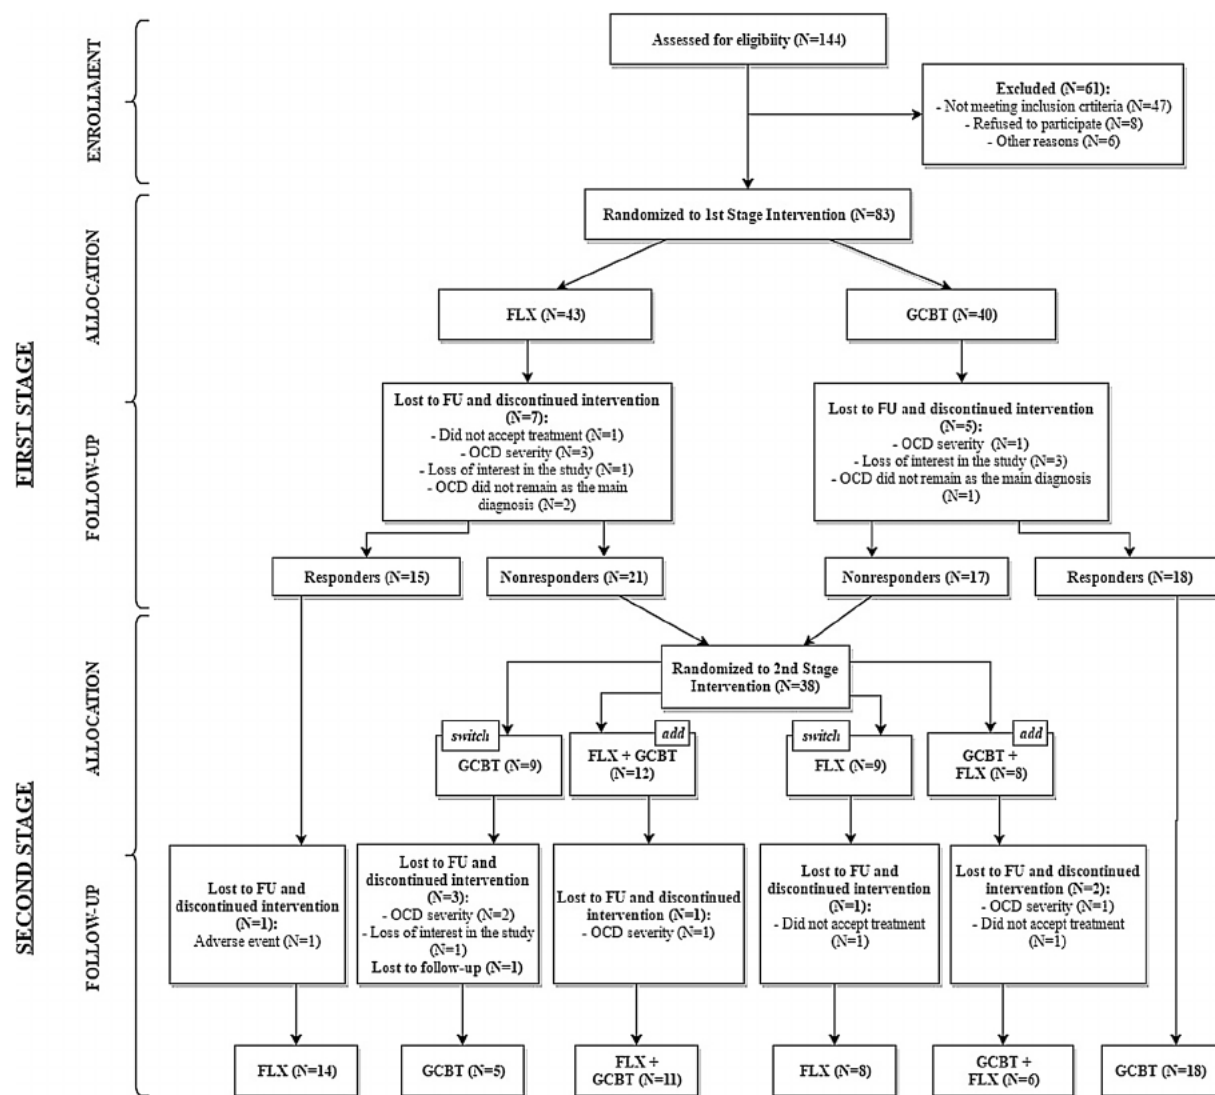 ENROLLMENT
Assessed for eligibiity (N=144)
Excluded (N=61):
- Not meeting inclusion crtiteria (N=47)
- Refused to participate (N=8)
- Other reasons (N=6)
FIRST STAGE
ALLOCATION
Randomized to 1st Stage Intervention (N=83)
FLX (N=43)
GCBT (N=40)
FOLLOW-UP
Lost to FU and discontinued intervention
(N=7):
- Did not accept treatment (N=1)
- OCD severity (N=3)
- Loss of interest in the study (N=1)
- OCD did not remain as the main
diagnosis (N=2)
Lost to FU and discontinued intervention
(N=5):
- OCD severity (N=1)
- Loss of interest in the study (N=3)
- OCD did not remain as the main diagnosis
(N=1)
Responders (N=15)
Nonresponders (N=21)
Nonresponders (N=17)
Responders (N=18)
SECOND STAGE
ALLOCATION
Randomized to 2nd Stage
Intervention (N=38)
switch
GCBT (N=9)
add
FLX + GCBT
(N=12)
switch
FLX (N=9)
add
GCBT +
FLX (N=8)
FOLLOW-UP
Lost to FU and
discontinued intervention
(N=1):
Adverse event (N=1)
Lost to FU and
discontinued intervention
(N=3):
- OCD severity (N=2)
- Loss of interest in the study
(N=1)
Lost to follow-up (N=1)
Lost to FU and discontinued
intervention (N=1):
- OCD severity (N=1)
Lost to FU and
discontinued intervention
(N=1):
- Did not accept treatment
(N=1)
Lost to FU and discontinued
intervention (N=2):
- OCD severity (N=1)
- Did not accept treatment
(N=1)
FLX (N=14)
GCBT (N=5)
FLX +
GCBT (N=11)
FLX (N=8)
GCBT +
FLX (N=6)
GCBT (N=18)